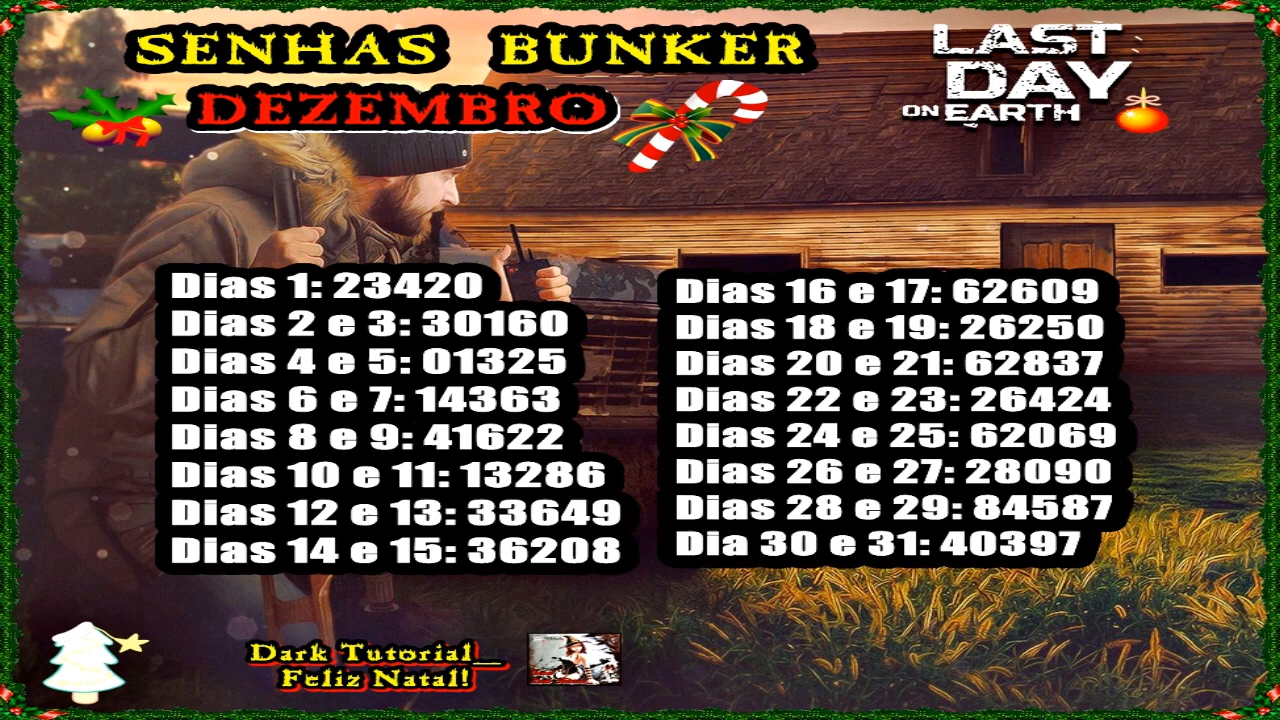 SENHAS BUNKER
DEZEMBRO
LAST
DAY
ON EARTH
Dias 1: 23420
Dias 2 e 3: 30160
Dias 4 e 5: 01325
Dias 6 e 7: 14363
Dias 8 e 9: 41622
Dias 10 e 11: 13286
Dias 12 e 13: 33649
Dias 14 e 15: 36208
Dias 16 e 17: 62609
Dias 18 e 19: 26250
Dias 20 e 21: 62837
Dias 22 e 23: 26424
Dias 24 e 25: 62069
Dias 26 e 27: 28090
Dias 28 e 29: 84587
Dia 30 e 31: 40397
Dark Tutorial__
Feliz Natal!